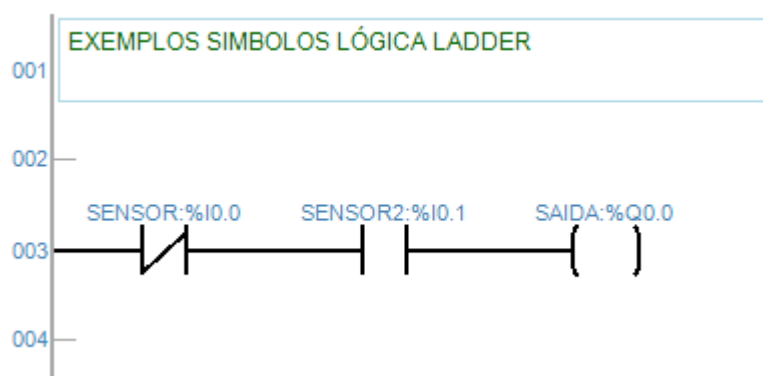 EXEMPLOS SIMBOLOS LÓGICA LADDER
001
002
SENSOR:%I0.0 SENSOR2:%I0.1 SAIDA:%Q0.0
003
004